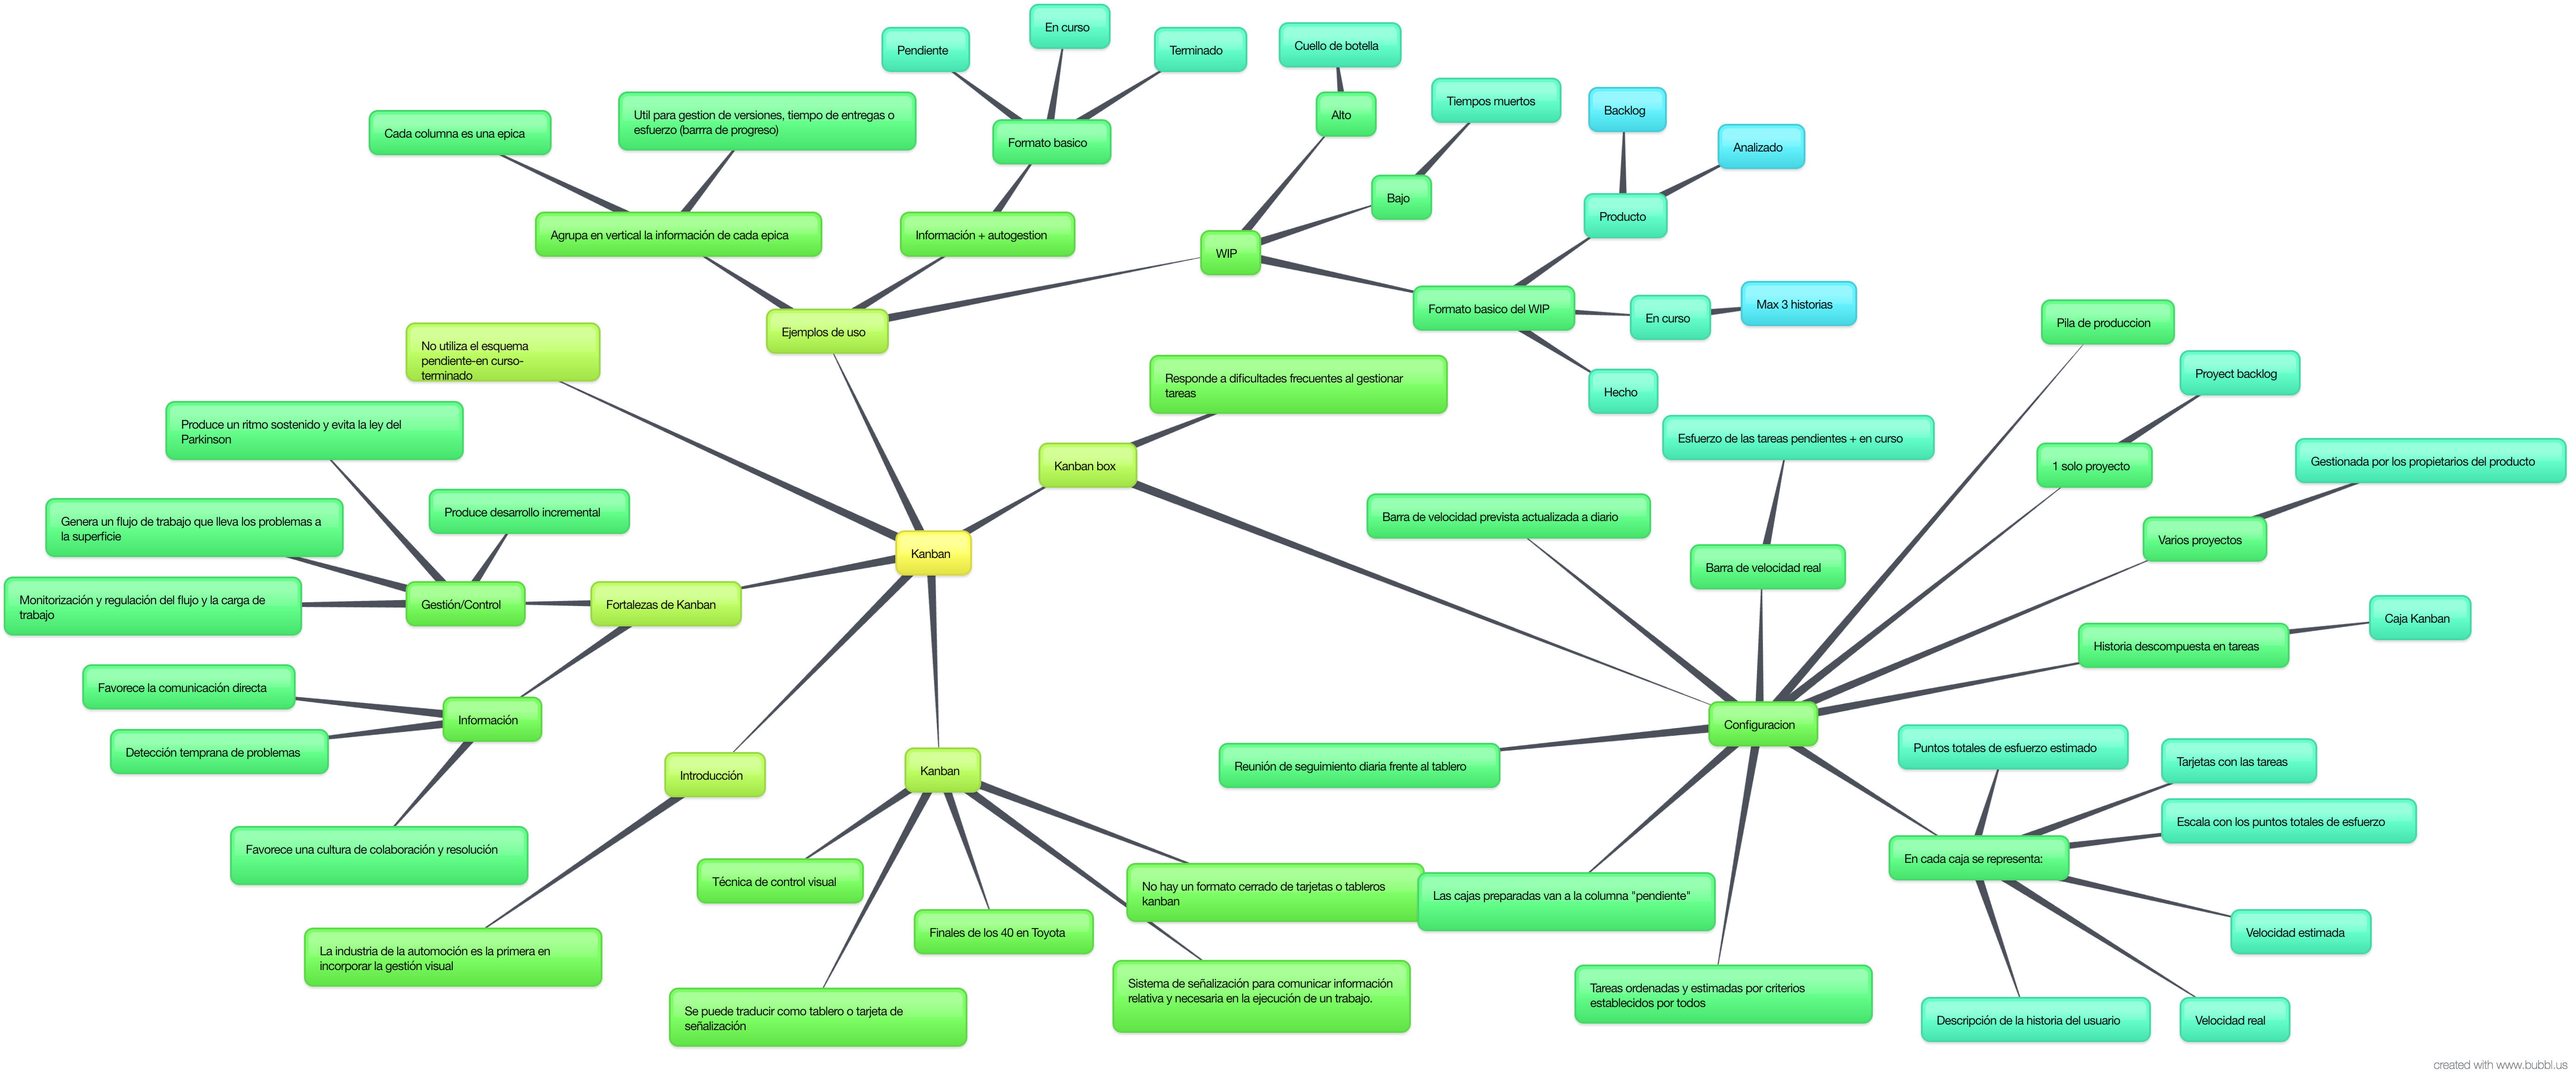 En curso
Pendiente
Terminado
Cuello de botella
Tiempos muertos
Backlog
Alto
Util para gestion de versiones, tiempo de entregas o
esfuerzo (barrra de progreso)
Cada columna es una epica
Formato basico
Analizado
Bajo
Producto
Agrupa en vertical la información de cada epica
Información + autogestion
WIP
Max 3 historias
Formato basico del WIP
En curso
Pila de produccion
Ejemplos de uso
No utiliza el esquema
pendiente-en curso-
terminado
Responde a dificultades frecuentes al gestionar
tareas
Hecho
Proyect backlog
Produce un ritmo sostenido y evita la ley del
Parkinson
Esfuerzo de las tareas pendientes + en curso
Kanban box
1 solo proyecto
Gestionada por los propietarios del producto
Produce desarrollo incremental
Barra de velocidad prevista actualizada a diario
Genera un flujo de trabajo que lleva los problemas a
la superficie
Varios proyectos
Kanban
Barra de velocidad real
Monitorización y regulación del flujo y la carga de
trabajo
Gestión/Control
Fortalezas de Kanban
Caja Kanban
Historia descompuesta en tareas
Favorece la comunicación directa
Información
Configuracion
Detección temprana de problemas
Puntos totales de esfuerzo estimado
Reunión de seguimiento diaria frente al tablero
Tarjetas con las tareas
Introducción
Kanban
Escala con los puntos totales de esfuerzo
Favorece una cultura de colaboración y resolución
En cada caja se representa:
Técnica de control visual
No hay un formato cerrado de tarjetas o tableros
kanban
Las cajas preparadas van a la columna "pendiente"
Finales de los 40 en Toyota
Velocidad estimada
La industria de la automoción es la primera en
incorporar la gestión visual
Sistema de señalización para comunicar información
relativa y necesaria en la ejecución de un trabajo.
Tareas ordenadas y estimadas por criterios
establecidos por todos
Se puede traducir como tablero o tarjeta de
señalización
Descripción de la historia del usuario
Velocidad real
created with www.bubbl.us